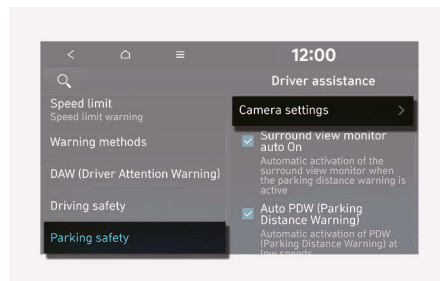 12:00
Driver assistance
Speed limit
Speed limit warning
Warning methods
DAW (Driver Attention Warning)
Driving safety
Parking safety
Camera settings
Surround view monitor
auto On
Automatic activation of the
surround view monitor when
the parking distance warning is
active
Auto PDW (Parking
Distance Warning)
Automatic activation of PDW
(Parking Distance Warning) at
low speeds